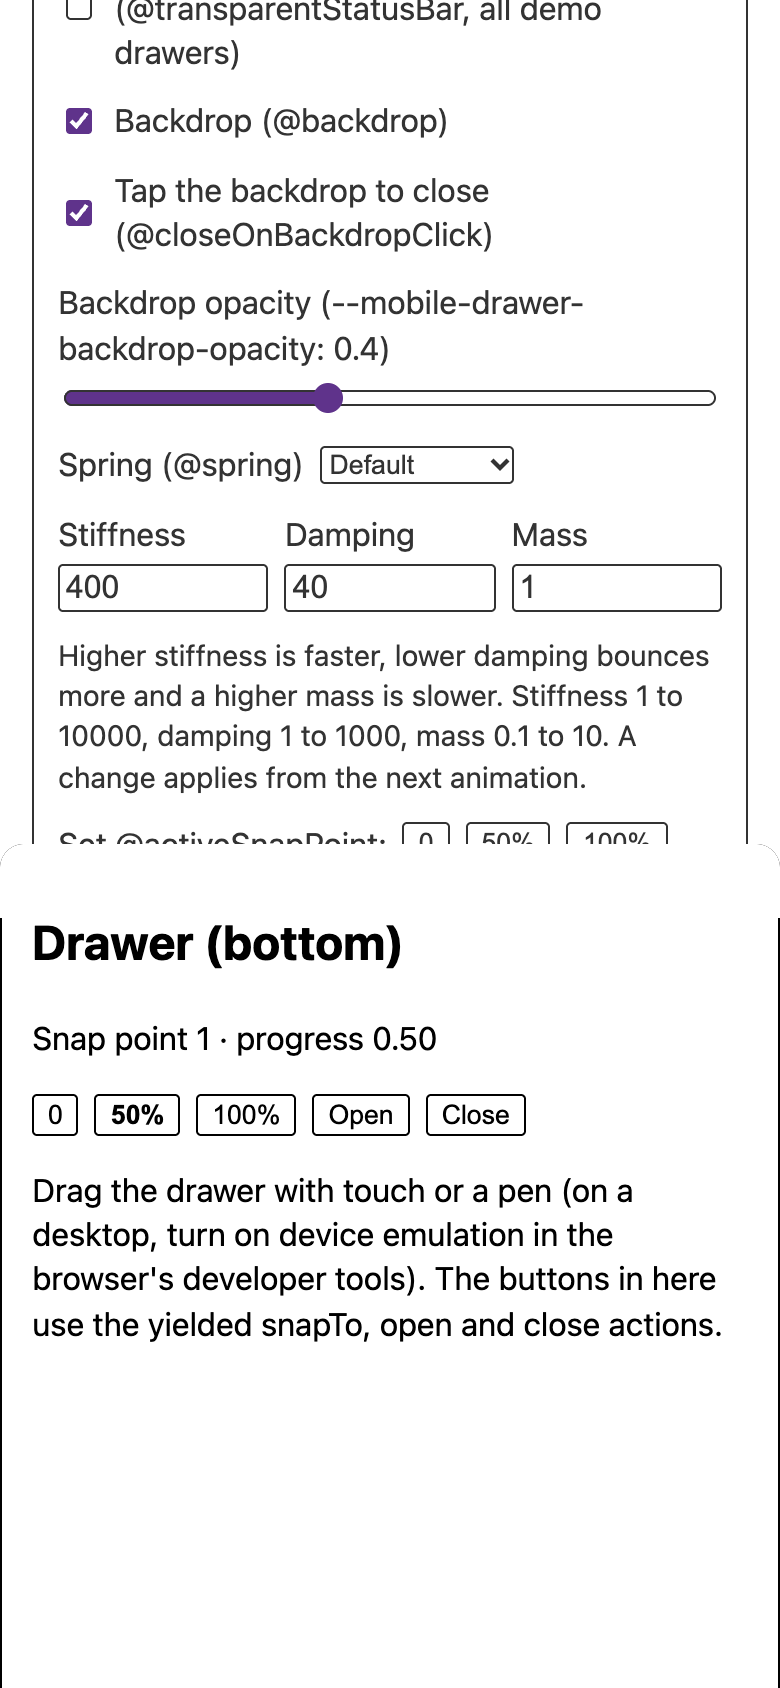 (@transparentStatusBar, all demo
drawers)
Backdrop (@backdrop)
Tap the backdrop to close
(@closeOnBackdropClick)
Backdrop opacity (--mobile-drawer-
backdrop-opacity: 0.4)
Spring (@spring) Default
Stiffness Damping Mass
400 40 1
Higher stiffness is faster, lower damping bounces
more and a higher mass is slower. Stiffness 1 to
10000, damping 1 to 1000, mass 0.1 to 10. A
change applies from the next animation.
Set @activeSnapPoint: 0 50% 100%
Drawer (bottom)
Snap point 1 · progress 0.50
0 50% 100% Open Close
Drag the drawer with touch or a pen (on a
desktop, turn on device emulation in the
browser's developer tools). The buttons in here
use the yielded snapTo, open and close actions.